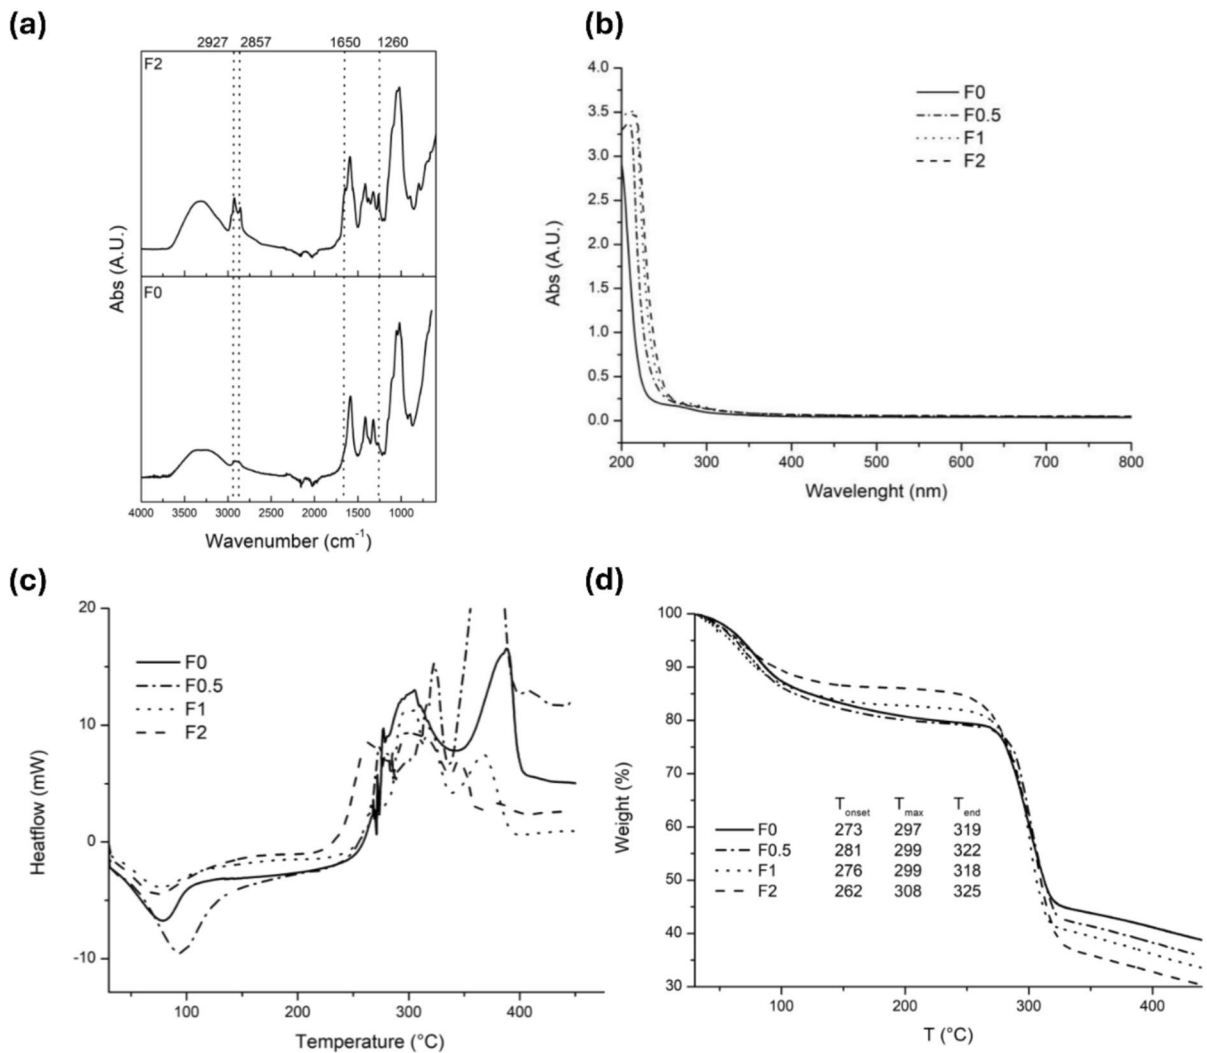 (a)
2927 2857 1650 1260
F2
F0
Abs (A.U.)
4000 3500 3000 2500 2000 1500 1000
Wavenumber (cm-1)
(b)
4.0
3.5
3.0
2.5
2.0
1.5
1.0
0.5
0.0
F0
F0.5
F1
F2
Abs (A.U.)
200 300 400 500 600 700 800
Wavelenght (nm)
(c)
20
10
0
-10
F0
F0.5
F1
F2
Heatflow (mW)
100 200 300 400
Temperature (°C)
(d)
100
90
80
70
60
50
40
30
Weight (%)
Tonset Tmax Tend
F0 273 297 319
F0.5 281 299 322
F1 276 299 318
F2 262 308 325
100 200 300 400
T (°C)